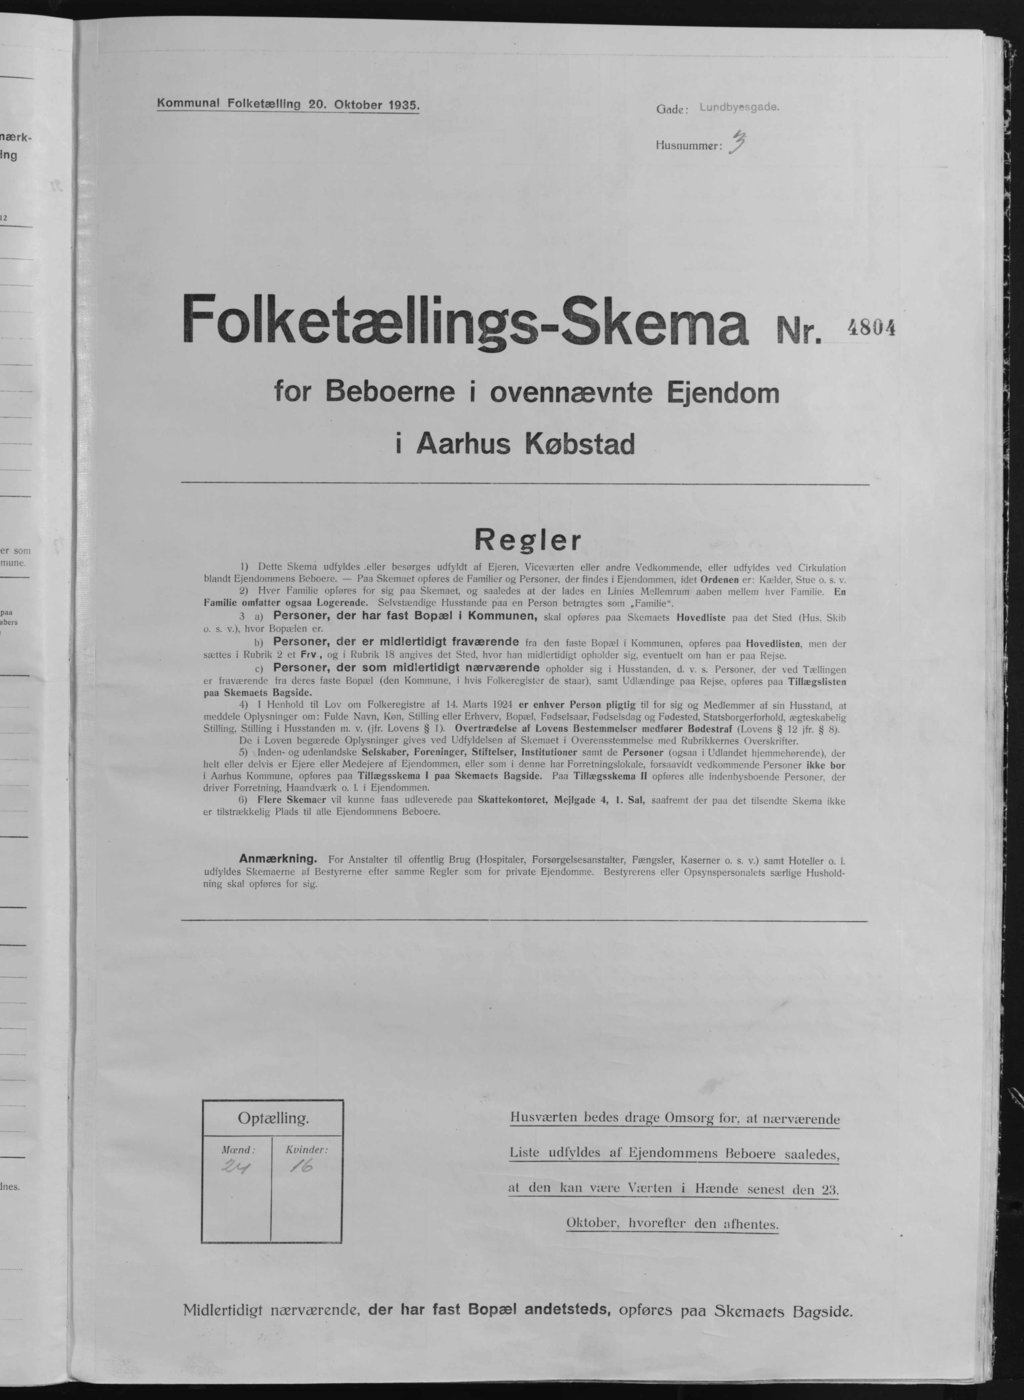 nærk-
ing
12
er som
mune.
paa
ebers
lnes.
Kommunal Folketælling 20. Oktober 1935.
Gade: Lundbyesgade.
Husnummer: 3
Folketællings-Skema Nr. 4804
for Beboerne i ovennævnte Ejendom
i Aarhus Købstad
Regler
1) Dette Skema udfyldes eller besørges udfyldt af Ejeren, Viceværten eller andre Vedkommende, eller udfyldes ved Cirkulation
blandt Ejendommens Beboere. — Paa Skemaet opføres de Familier og Personer, der findes i Ejendommen, idet Ordenen er: Kælder, Stue o. s. v.
2) Hver Familie opføres for sig paa Skemaet, og saaledes at der lades en Linies Mellemrum aaben mellem hver Familie. En
Familie omfatter ogsaa Logerende. Selvstændige Husstande paa en Person betragtes som „Familie“.
3 a) Personer, der har fast Bopæl i Kommunen, skal opføres paa Skemaets Hovedliste paa det Sted (Hus, Skib
o. s. v.), hvor Bopælen er.
b) Personer, der er midlertidigt fraværende fra den faste Bopæl i Kommunen, opføres paa Hovedlisten, men der
sættes i Rubrik 2 et Frv., og i Rubrik 18 angives det Sted, hvor han midlertidigt opholder sig, eventuelt om han er paa Rejse.
c) Personer, der som midlertidigt nærværende opholder sig i Husstanden, d. v. s. Personer, der ved Tællingen
er fraværende fra deres faste Bopæl (den Kommune, i hvis Folkeregister de staar), samt Udlændinge paa Rejse, opføres paa Tillægslisten
paa Skemaets Bagside.
4) I Henhold til Lov om Folkeregistre af 14. Marts 1924 er enhver Person pligtig til for sig og Medlemmer af sin Husstand, at
meddele Oplysninger om: Fulde Navn, Køn, Stilling eller Erhverv, Bopæl, Fødselsaar, Fødselsdag og Fødested, Statsborgerforhold, ægteskabelig
Stilling, Stilling i Husstanden m. v. (jfr. Lovens § 1). Overtrædelse af Lovens Bestemmelser medfører Bødestraf (Lovens § 12 jfr. § 8).
De i Loven begærede Oplysninger gives ved Udfyldelsen af Skemaet i Overensstemmelse med Rubrikkernes Overskrifter.
5) Inden- og udenlandske Selskaber, Foreninger, Stiftelser, Institutioner samt de Personer (ogsaa i Udlandet hjemmehørende), der
helt eller delvis er Ejere eller Medejere af Ejendommen, eller som i denne har Forretningslokale, forsaavidt vedkommende Personer ikke bor
i Aarhus Kommune, opføres paa Tillægsskema I paa Skemaets Bagside. Paa Tillægsskema II opføres alle indenbysboende Personer, der
driver Forretning, Haandværk o. l. i Ejendommen.
6) Flere Skemaer vil kunne faas udleverede paa Skattekontoret, Mejlgade 4, 1. Sal, saafremt der paa det tilsendte Skema ikke
er tilstrækkelig Plads til alle Ejendommens Beboere.
Anmærkning. For Anstalter til offentlig Brug (Hospitaler, Forsørgelsesanstalter, Fængsler, Kaserner o. s. v.) samt Hoteller o. l.
udfyldes Skemaerne af Bestyrerne efter samme Regler som for private Ejendomme. Bestyrerens eller Opsynspersonalets særlige Hushold-
ning skal opføres for sig.
Optælling.
Mænd: Kvinder:
24 16
Husværten bedes drage Omsorg for, at nærværende
Liste udfyldes af Ejendommens Beboere saaledes,
at den kan være Værten i Hænde senest den 23.
Oktober, hvorefter den afhentes.
Midlertidigt nærværende, der har fast Bopæl andetsteds, opføres paa Skemaets Bagside.